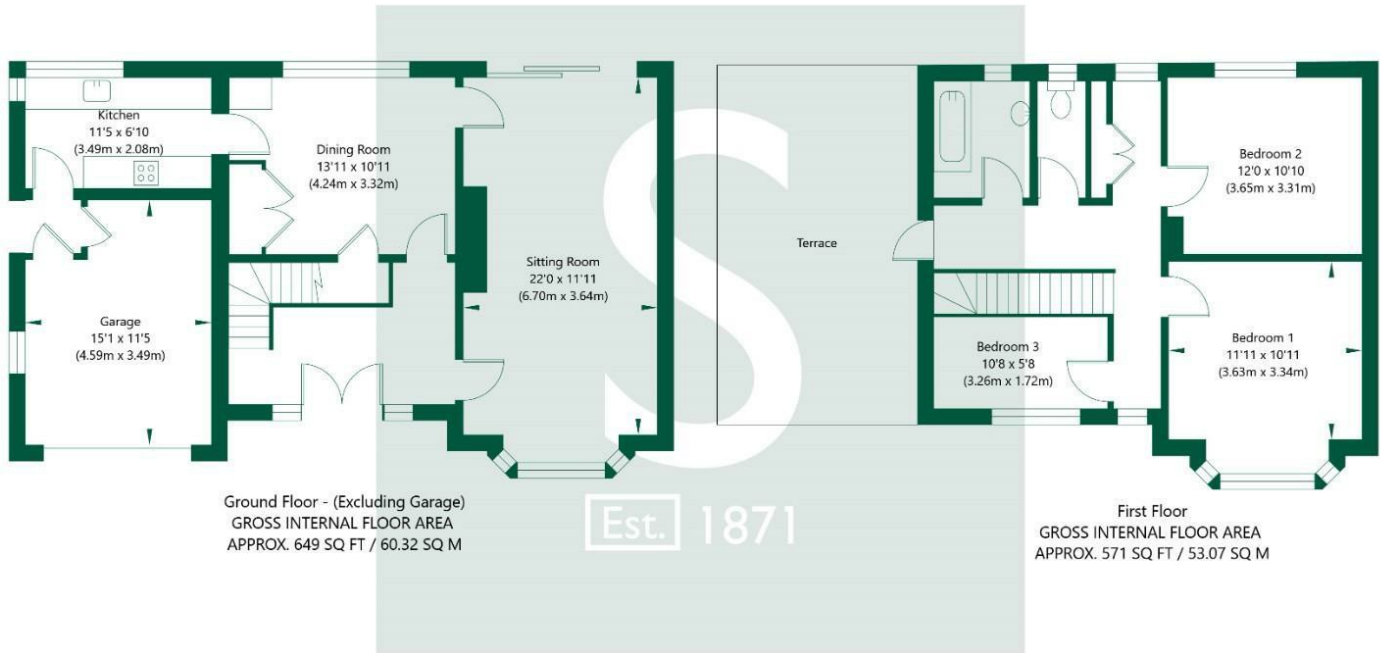 Kitchen
11'5 x 6'10
(3.49m x 2.08m)
Dining Room
13'11 x 10'11
(4.24m x 3.32m)
Sitting Room
22'0 x 11'11
(6.70m x 3.64m)
Garage
15'1 x 11'5
(4.59m x 3.49m)
Ground Floor - (Excluding Garage)
GROSS INTERNAL FLOOR AREA
APPROX. 649 SQ FT / 60.32 SQ M
S
Est. 1871
Terrace
Bedroom 2
12'0 x 10'10
(3.65m x 3.31m)
Bedroom 1
11'11 x 10'11
(3.63m x 3.34m)
Bedroom 3
10'8 x 5'8
(3.26m x 1.72m)
First Floor
GROSS INTERNAL FLOOR AREA
APPROX. 571 SQ FT / 53.07 SQ M